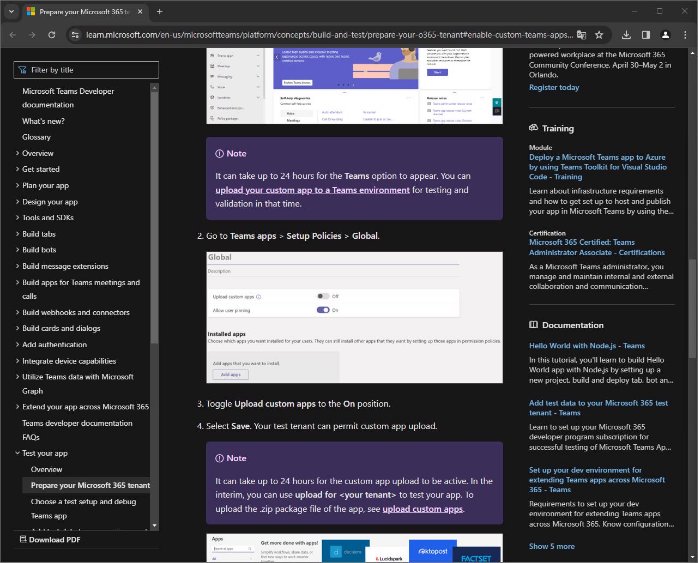 Prepare your Microsoft 365 t
learn.microsoft.com/en-us/microsoftteams/platform/concepts/build-and-test/prepare-your-o365-tenant#enable-custom-teams-apps...
Filter by title
Microsoft Teams Developer
documentation
What's new?
Glossary
Overview
Get started
Plan your app
Design your app
Tools and SDKs
Build tabs
Build bots
Build message extensions
Build apps for Teams meetings and
calls
Build webhooks and connectors
Build cards and dialogs
Add authentication
Integrate device capabilities
Utilize Teams data with Microsoft
Graph
Extend your app across Microsoft 365
Teams developer documentation
FAQs
Test your app
Overview
Prepare your Microsoft 365 tenant
Choose a test setup and debug
Teams app
Download PDF
Note
It can take up to 24 hours for the Teams option to appear. You can
upload your custom app to a Teams environment for testing and
validation in that time.
2. Go to Teams apps > Setup Policies > Global.
Global
Description
Upload custom apps
Off
Allow user pinning
On
Installed apps
Choose which apps you want installed for your users. They can still install other apps that they want by setting up those apps in permission policies.
Add apps that you want to install.
Add apps
3. Toggle Upload custom apps to the On position.
4. Select Save. Your test tenant can permit custom app upload.
Note
It can take up to 24 hours for the custom app upload to be active. In the
interim, you can use upload for <your tenant> to test your app. To
upload the .zip package file of the app, see upload custom apps.
Apps
Get more done with apps!
decisions
Lucidspark
aktopost
FACTSET
powered workplace at the Microsoft 365
Community Conference. April 30–May 2 in
Orlando.
Register today
Training
Module
Deploy a Microsoft Teams app to Azure
by using Teams Toolkit for Visual Studio
Code - Training
Learn about infrastructure requirements
and how to get set up to host and publish
your app in Microsoft Teams by using the...
Certification
Microsoft 365 Certified: Teams
Administrator Associate - Certifications
As a Microsoft Teams administrator, you
manage and maintain internal and external
collaboration and communication...
Documentation
Hello World with Node.js - Teams
In this tutorial, you'll learn to build Hello
World app with Node.js by setting up a
new project, build and deploy tab, bot an...
Add test data to your Microsoft 365 test
tenant - Teams
Learn to set up your Microsoft 365
developer program subscription for
successful testing of Microsoft Teams Ap...
Set up your dev environment for
extending Teams apps across Microsoft
365 - Teams
Requirements to set up your dev
environment for extending Teams apps
across Microsoft 365. Know configuration...
Show 5 more